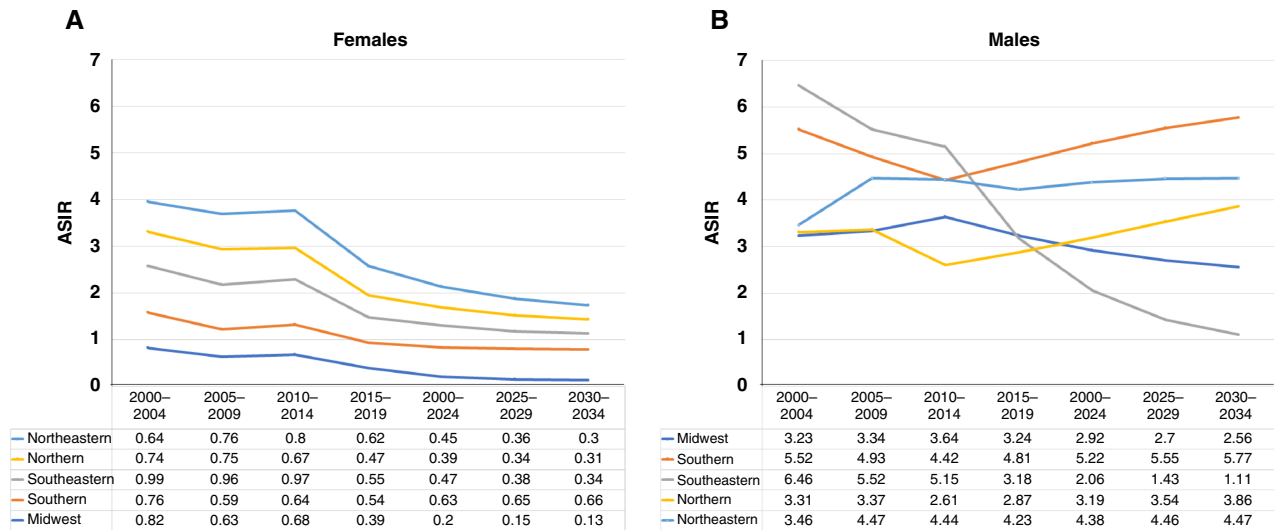 A
Females
7
6
5
4
3
2
1
0
ASIR
2000–2004 2005–2009 2010–2014 2015–2019 2000–2024 2025–2029 2030–2034
Northeastern 0.64 0.76 0.8 0.62 0.45 0.36 0.3
Northern 0.74 0.75 0.67 0.47 0.39 0.34 0.31
Southeastern 0.99 0.96 0.97 0.55 0.47 0.38 0.34
Southern 0.76 0.59 0.64 0.54 0.63 0.65 0.66
Midwest 0.82 0.63 0.68 0.39 0.2 0.15 0.13
B
Males
7
6
5
4
3
2
1
0
ASIR
2000–2004 2005–2009 2010–2014 2015–2019 2000–2024 2025–2029 2030–2034
Midwest 3.23 3.34 3.64 3.24 2.92 2.7 2.56
Southern 5.52 4.93 4.42 4.81 5.22 5.55 5.77
Southeastern 6.46 5.52 5.15 3.18 2.06 1.43 1.11
Northern 3.31 3.37 2.61 2.87 3.19 3.54 3.86
Northeastern 3.46 4.47 4.44 4.23 4.38 4.46 4.47